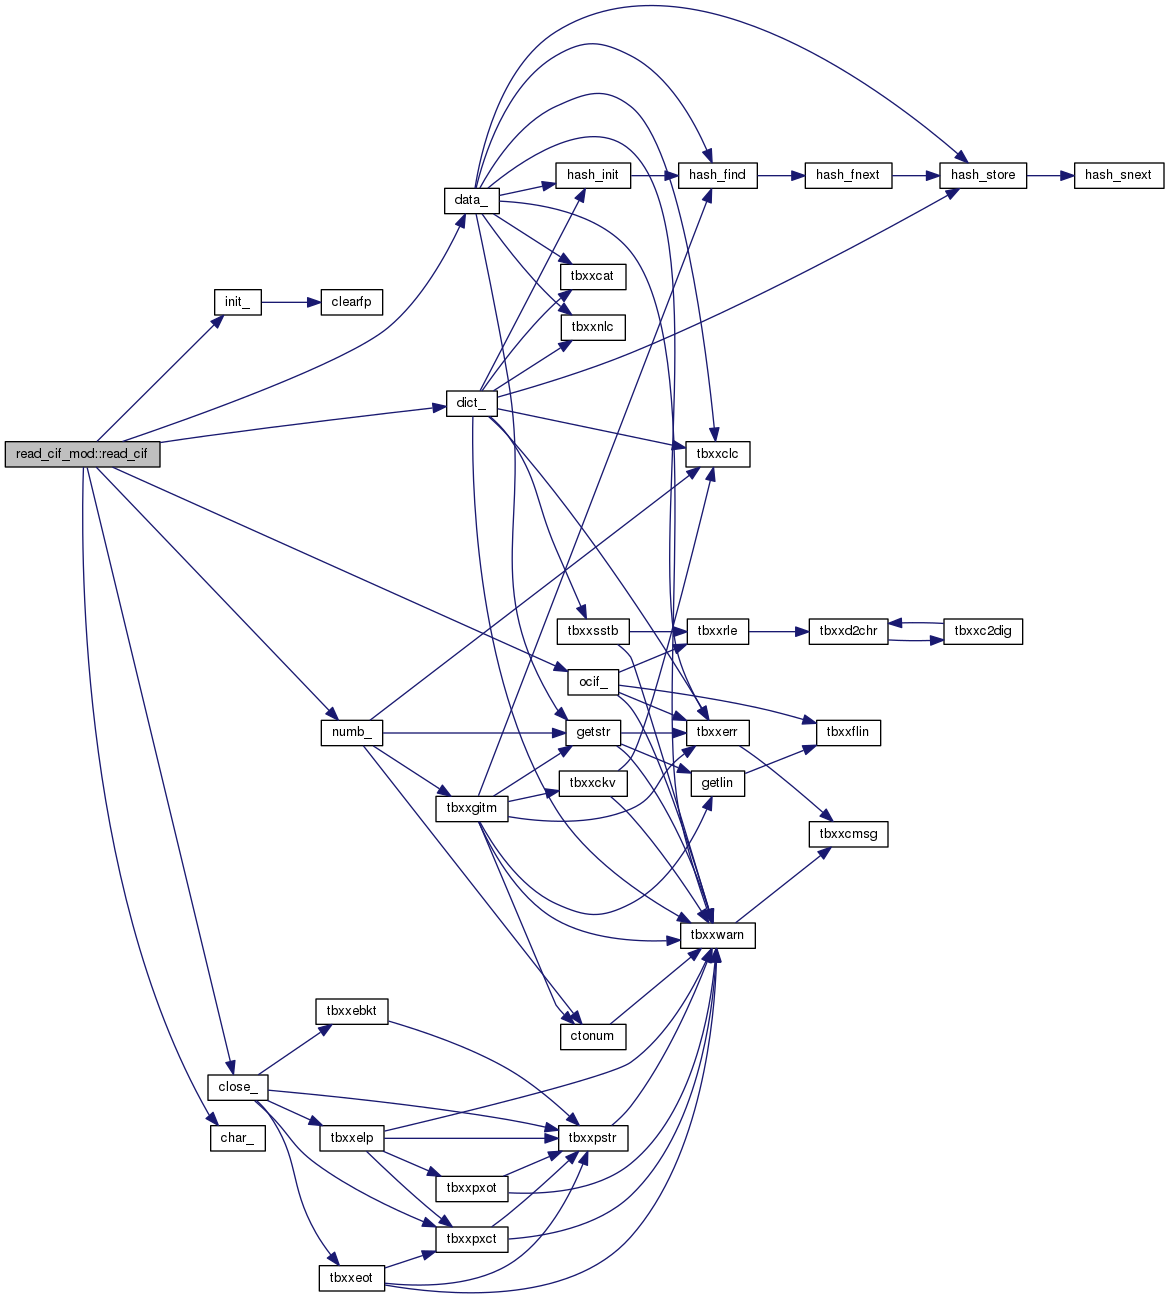 hash_init
hash_find
hash_fnext
hash_store
hash_snext
data_
tbxxcat
init_
clearfp
tbxxnlc
dict_
read_cif_mod::read_cif
tbxxclc
tbxxsstb
tbxxrle
tbxxd2chr
tbxxc2dig
ocif_
numb_
getstr
tbxxerr
tbxxflin
tbxxckv
getlin
tbxxgitm
tbxxcmsg
tbxxwarn
tbxxebkt
ctonum
close_
char_
tbxxelp
tbxxpstr
tbxxpxot
tbxxpxct
tbxxeot